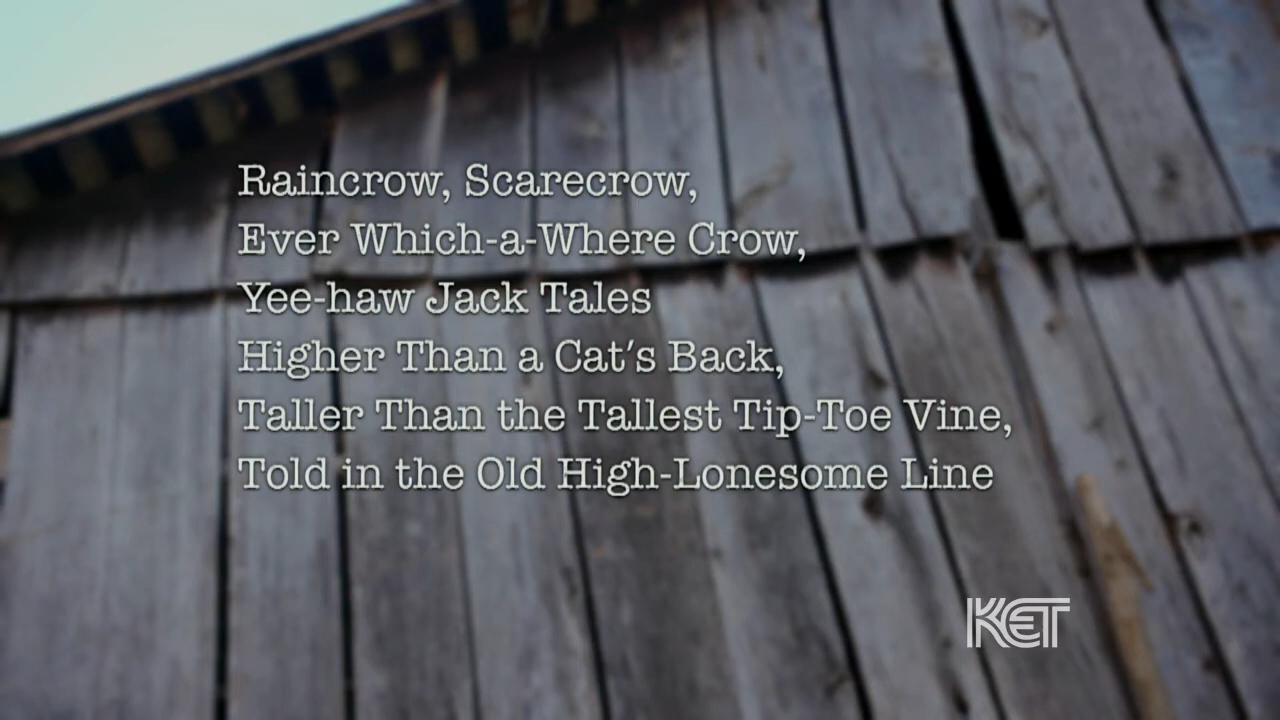 Raincrow, Scarecrow,
Ever Which-a-Where Crow,
Yee-haw Jack Tales
Higher Than a Cat's Back,
Taller Than the Tallest Tip-Toe Vine,
Told in the Old High-Lonesome Line
KET